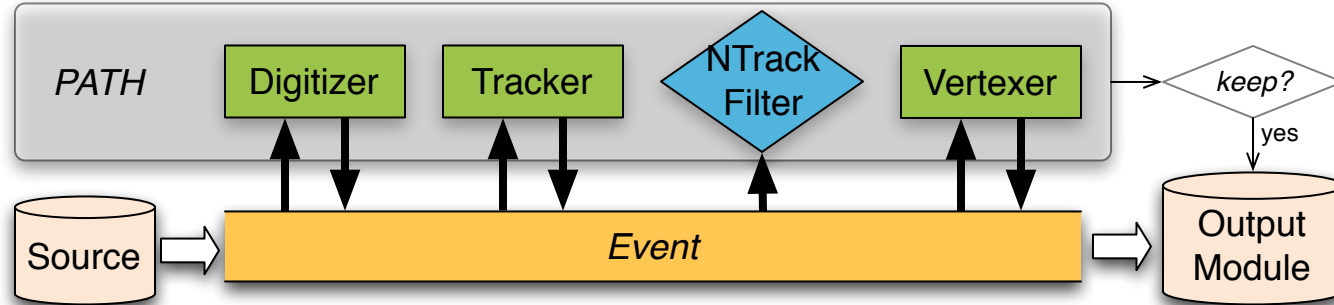 PATH
Digitizer
Tracker
NTrack
Filter
Vertexer
keep?
yes
Source
Event
Output
Module